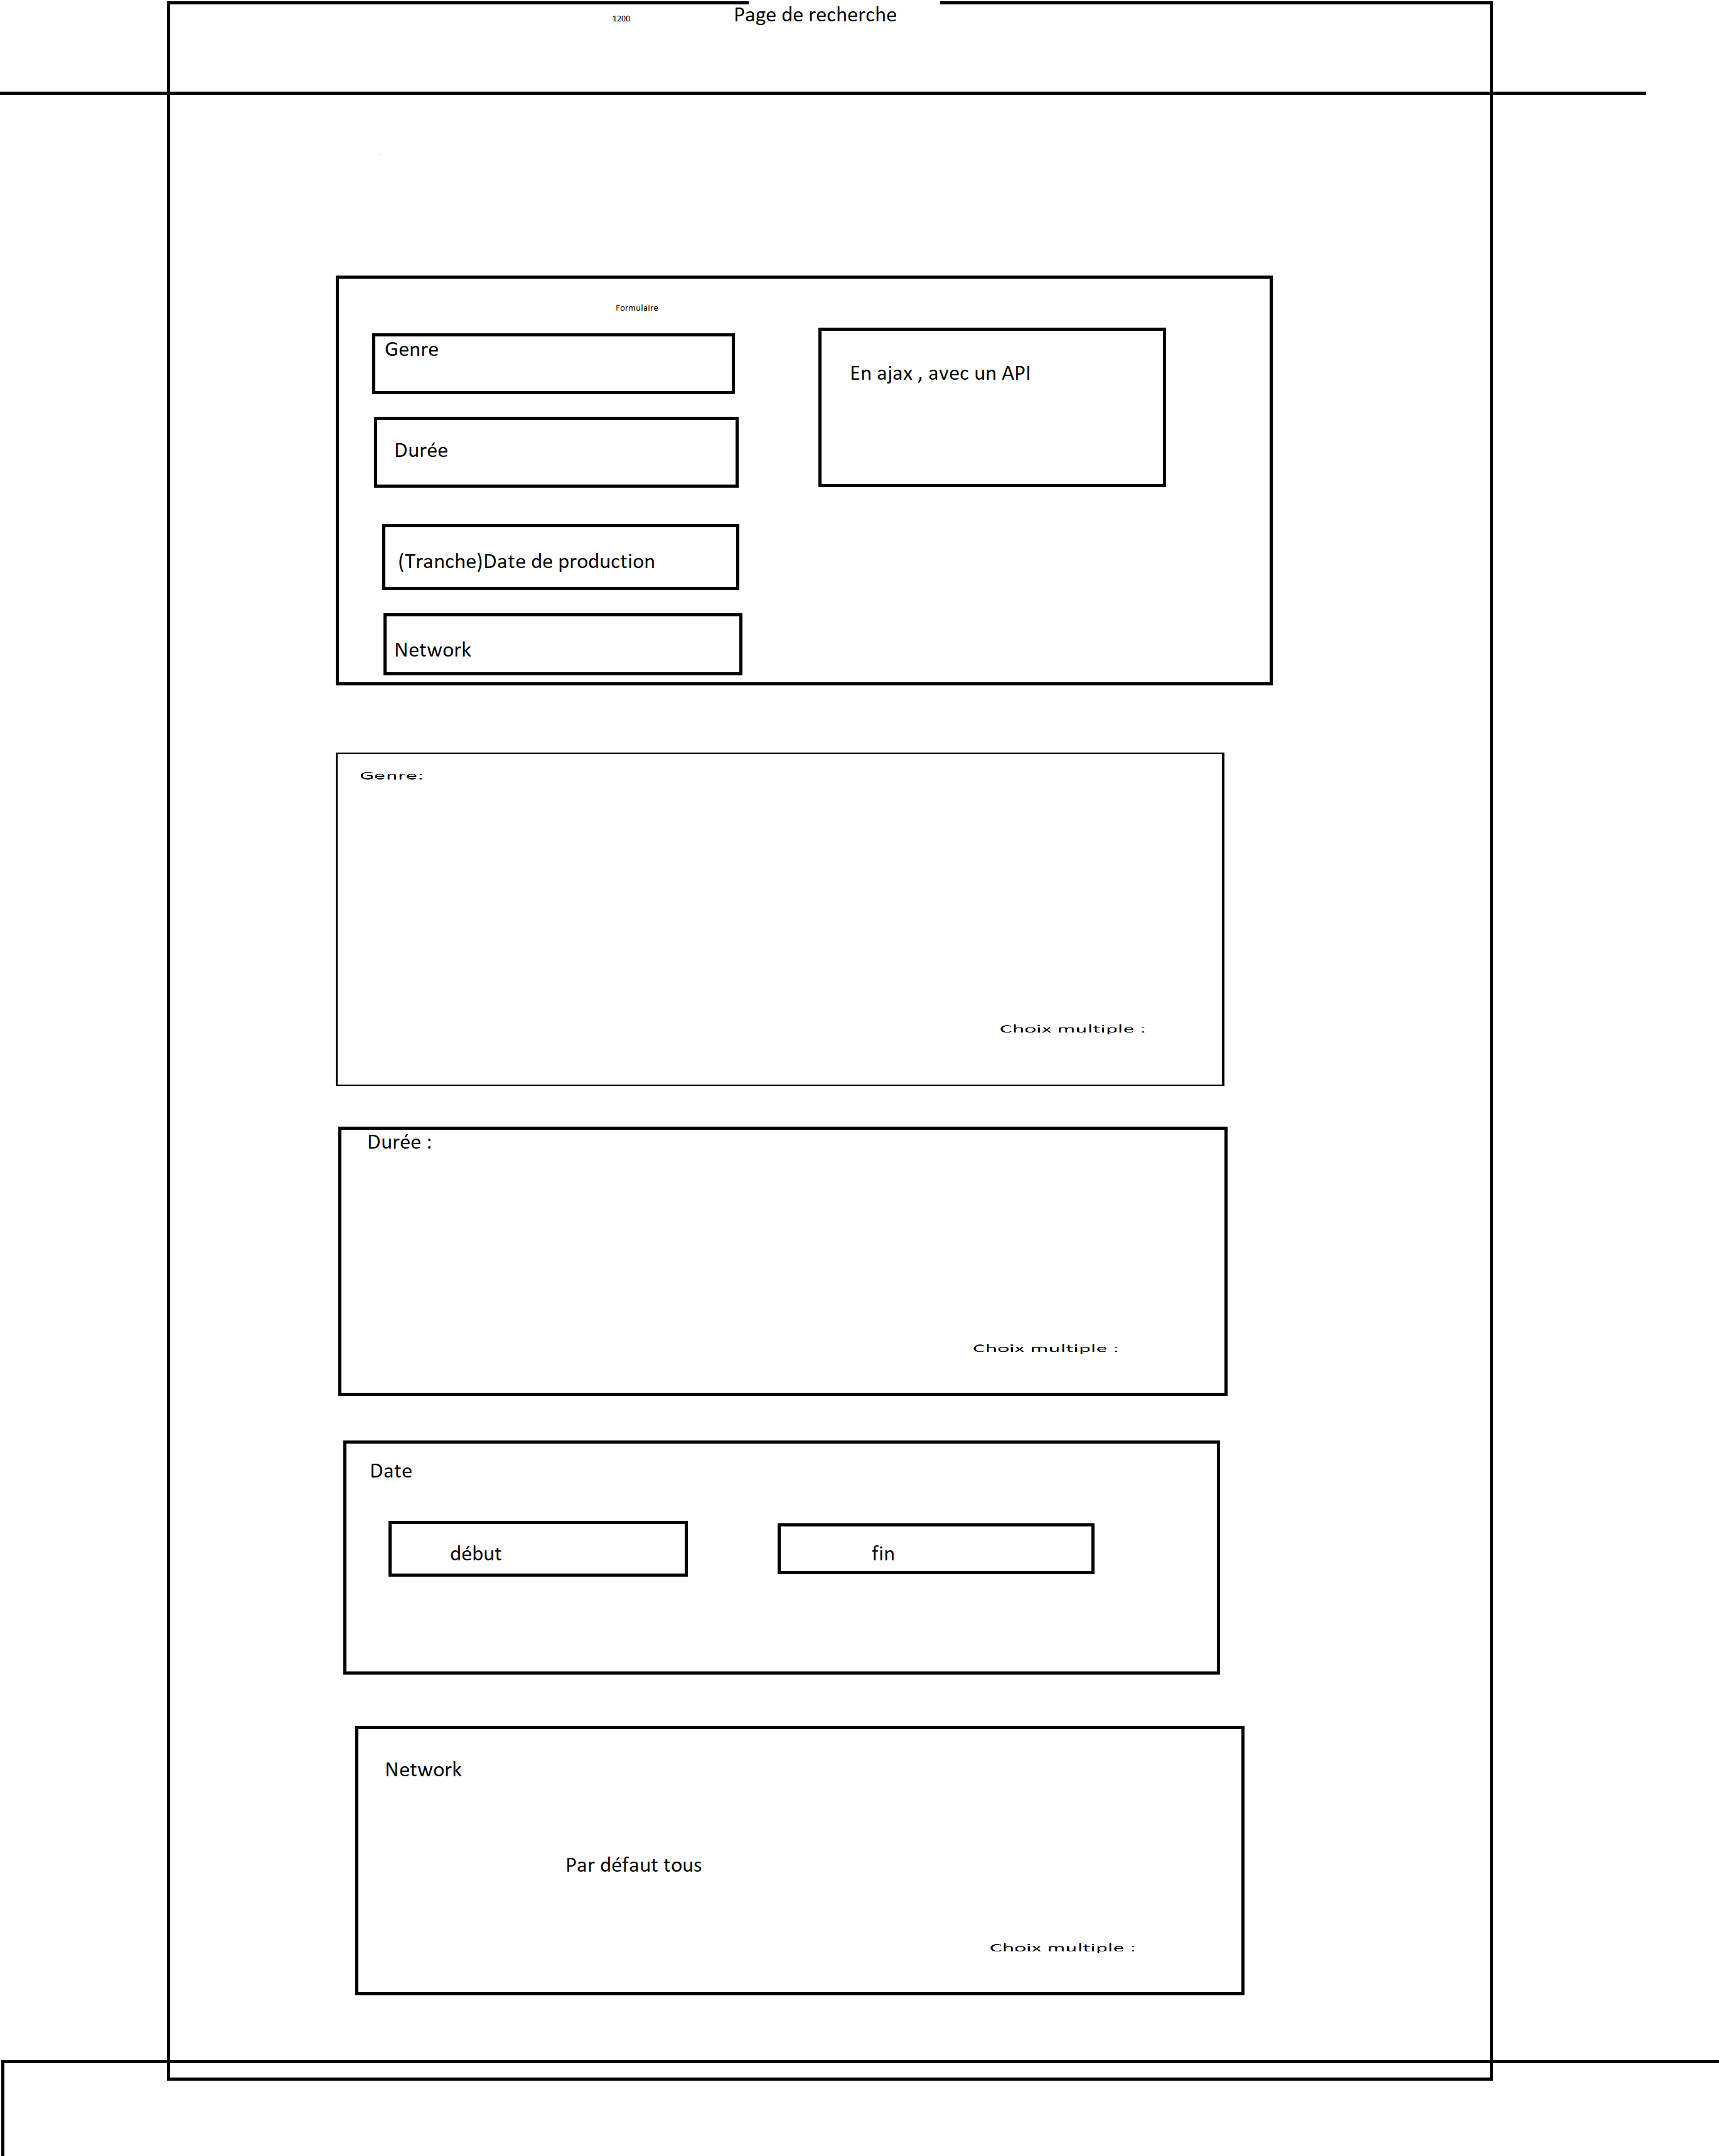 1200
Page de recherche
Formulaire
Genre
En ajax , avec un API
Durée
(Tranche)Date de production
Network
Genre:
Choix multiple :
Durée :
Choix multiple :
Date
début
fin
Network
Par défaut tous
Choix multiple :